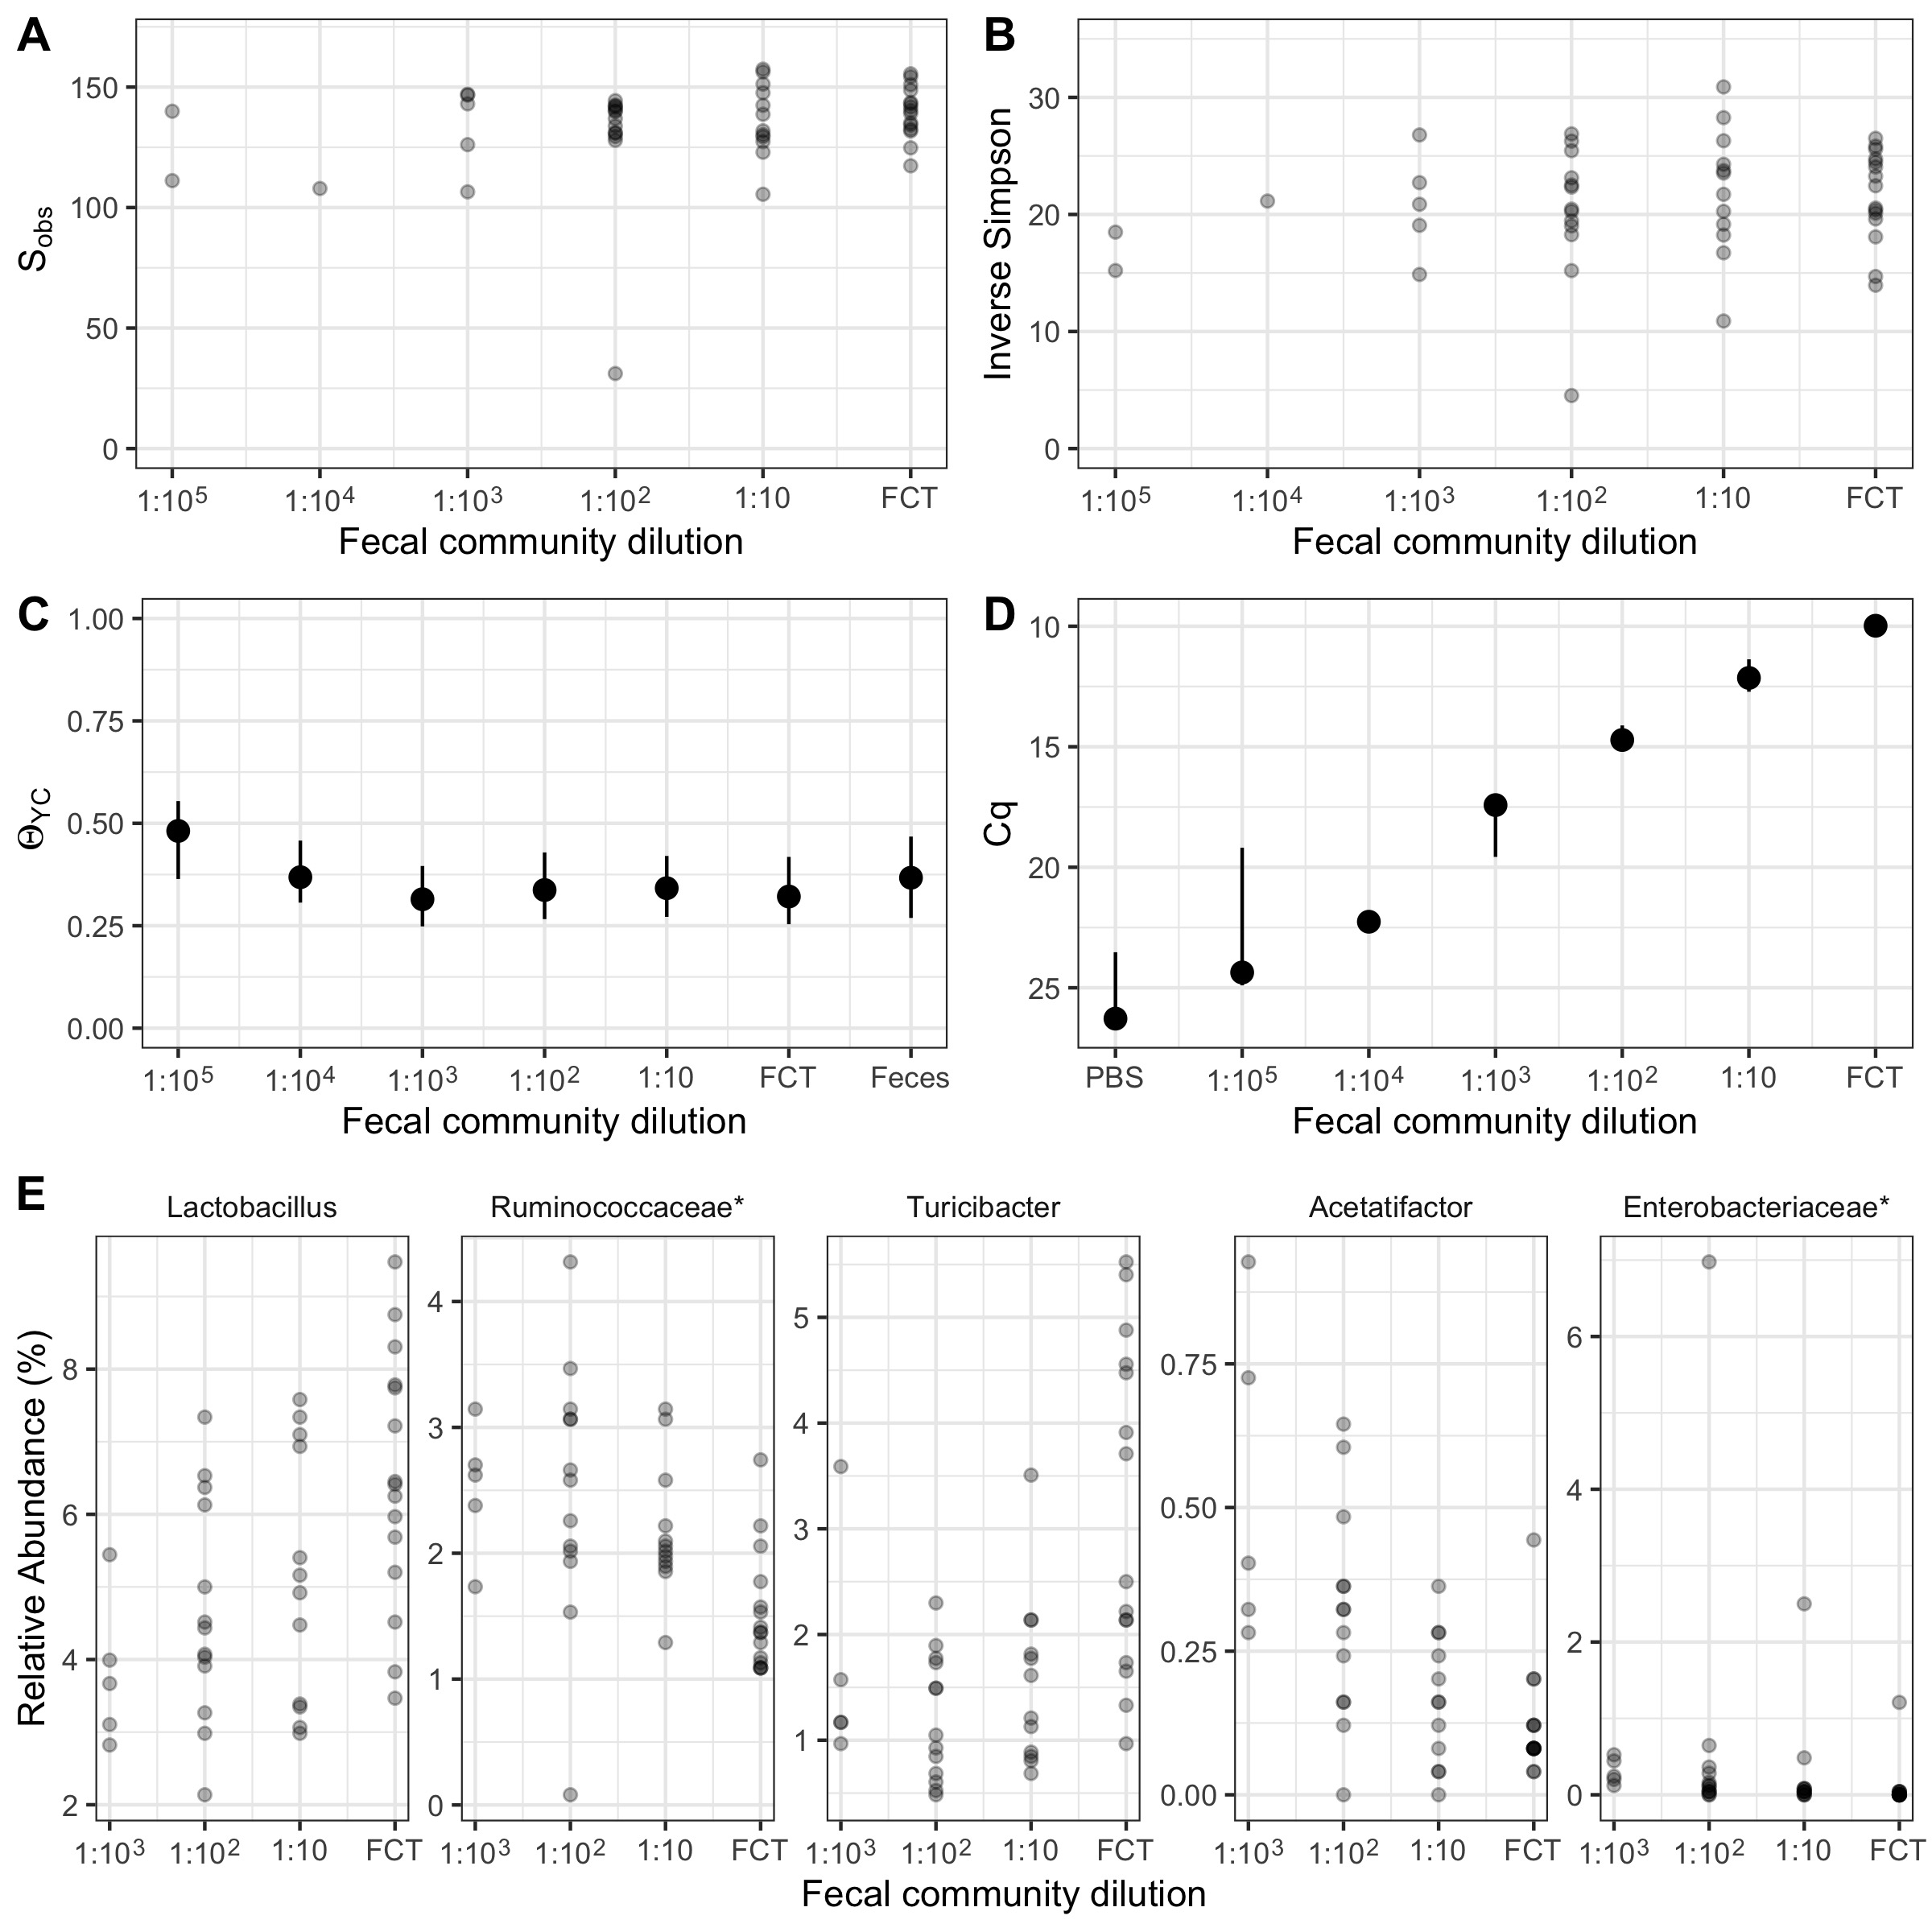 A
S_obs
150
100
50
0
1:10⁵ 1:10⁴ 1:10³ 1:10² 1:10 FCT
Fecal community dilution
B
Inverse Simpson
30
20
10
0
1:10⁵ 1:10⁴ 1:10³ 1:10² 1:10 FCT
Fecal community dilution
C
Θ_YC
1.00
0.75
0.50
0.25
0.00
1:10⁵ 1:10⁴ 1:10³ 1:10² 1:10 FCT Feces
Fecal community dilution
D
Cq
10
15
20
25
PBS 1:10⁵ 1:10⁴ 1:10³ 1:10² 1:10 FCT
Fecal community dilution
E
Relative Abundance (%)
Lactobacillus
8
6
4
2
1:10³ 1:10² 1:10 FCT
Ruminococcaceae*
4
3
2
1
0
1:10³ 1:10² 1:10 FCT
Turicibacter
5
4
3
2
1
1:10³ 1:10² 1:10 FCT
Acetatifactor
0.75
0.50
0.25
0.00
1:10³ 1:10² 1:10 FCT
Enterobacteriaceae*
6
4
2
0
1:10³ 1:10² 1:10 FCT
Fecal community dilution